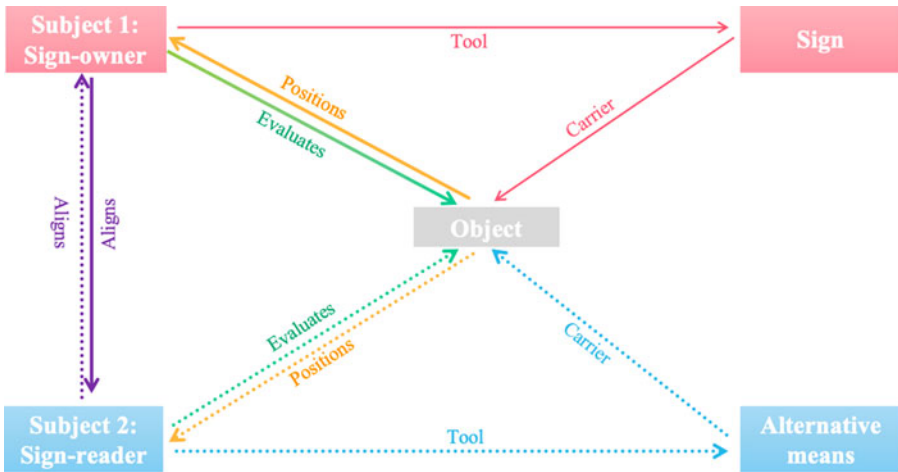 Subject 1:
Sign-owner
Tool
Sign
Positions
Evaluates
Carrier
Aligns
Aligns
Object
Evaluates
Positions
Carrier
Subject 2:
Sign-reader
Tool
Alternative
means